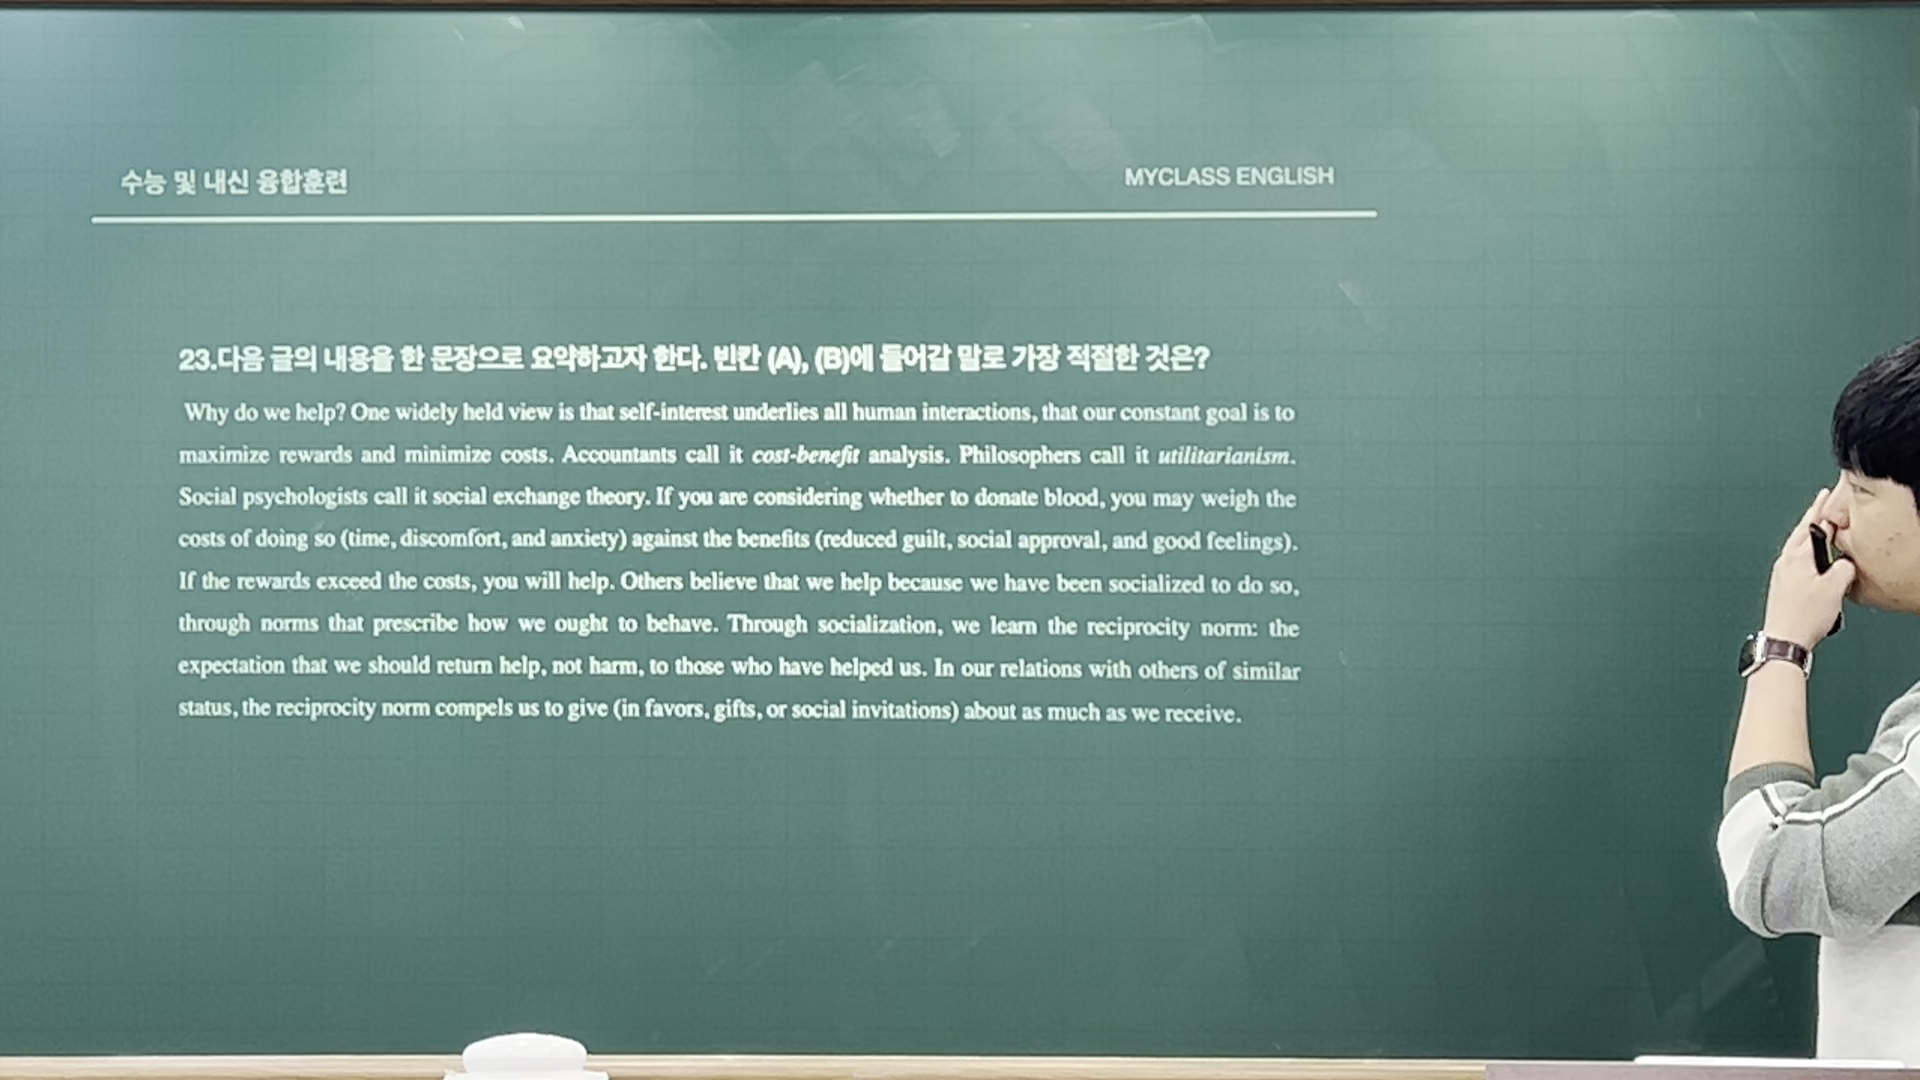 수능 및 내신 융합훈련
MYCLASS ENGLISH
23.다음 글의 내용을 한 문장으로 요약하고자 한다. 빈칸 (A), (B)에 들어갈 말로 가장 적절한 것은?
Why do we help? One widely held view is that self-interest underlies all human interactions, that our constant goal is to
maximize rewards and minimize costs. Accountants call it cost-benefit analysis. Philosophers call it utilitarianism.
Social psychologists call it social exchange theory. If you are considering whether to donate blood, you may weigh the
costs of doing so (time, discomfort, and anxiety) against the benefits (reduced guilt, social approval, and good feelings).
If the rewards exceed the costs, you will help. Others believe that we help because we have been socialized to do so,
through norms that prescribe how we ought to behave. Through socialization, we learn the reciprocity norm: the
expectation that we should return help, not harm, to those who have helped us. In our relations with others of similar
status, the reciprocity norm compels us to give (in favors, gifts, or social invitations) about as much as we receive.